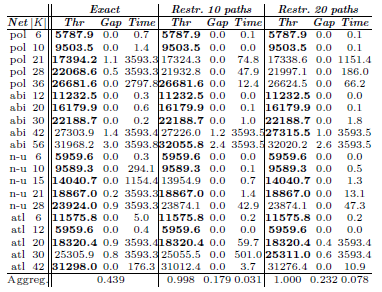 Exact Restr. 10 paths Restr. 20 paths
Net |K| Thr Gap Time Thr Gap Time Thr Gap Time
pol 6 5787.9 0.0 0.7 5787.9 0.0 0.1 5787.9 0.0 0.1
pol 10 9503.5 0.0 1.4 9503.5 0.0 0.0 9503.5 0.0 0.1
pol 21 17394.2 1.1 3593.3 17324.3 0.0 74.8 17338.6 0.0 1151.4
pol 28 22068.6 0.5 3593.3 21932.8 0.0 47.9 21997.1 0.0 186.0
pol 36 26681.6 0.0 2797.8 26681.6 0.0 12.4 26624.5 0.0 66.2
abi 12 11232.5 0.0 0.3 11232.5 0.0 0.0 11232.5 0.0 0.0
abi 20 16179.9 0.0 0.6 16179.9 0.0 0.1 16179.9 0.0 0.1
abi 30 22188.7 0.0 0.2 22188.7 0.0 1.0 22188.7 0.0 1.8
abi 42 27303.9 1.4 3593.4 27226.0 1.2 3593.5 27315.5 1.0 3593.5
abi 56 31968.2 3.0 3593.8 32055.8 2.4 3593.5 32020.2 2.6 3593.5
n-u 6 5959.6 0.0 0.3 5959.6 0.0 0.0 5959.6 0.0 0.0
n-u 10 9589.3 0.0 294.1 9589.3 0.0 0.1 9589.3 0.0 0.5
n-u 15 14040.7 0.0 1154.4 13954.9 0.0 0.7 14040.7 0.0 1.3
n-u 21 18867.0 0.2 3593.3 18867.0 0.0 1.4 18867.0 0.0 13.1
n-u 28 23924.0 0.9 3593.3 23874.1 0.0 42.9 23874.1 0.0 47.3
atl 6 11575.8 0.0 5.0 11575.8 0.0 0.2 11575.8 0.0 0.2
atl 12 5959.6 0.0 0.4 5959.6 0.0 0.0 5959.6 0.0 0.0
atl 20 18320.4 0.9 3593.4 18320.4 0.0 59.7 18320.4 0.4 3593.4
atl 30 25305.9 0.8 3593.3 25055.5 0.0 501.0 25311.0 0.6 3593.4
atl 42 31298.0 0.0 176.3 31012.4 0.0 3.7 31276.4 0.0 10.9
Aggreg. 0.439 0.998 0.179 0.031 1.000 0.232 0.078